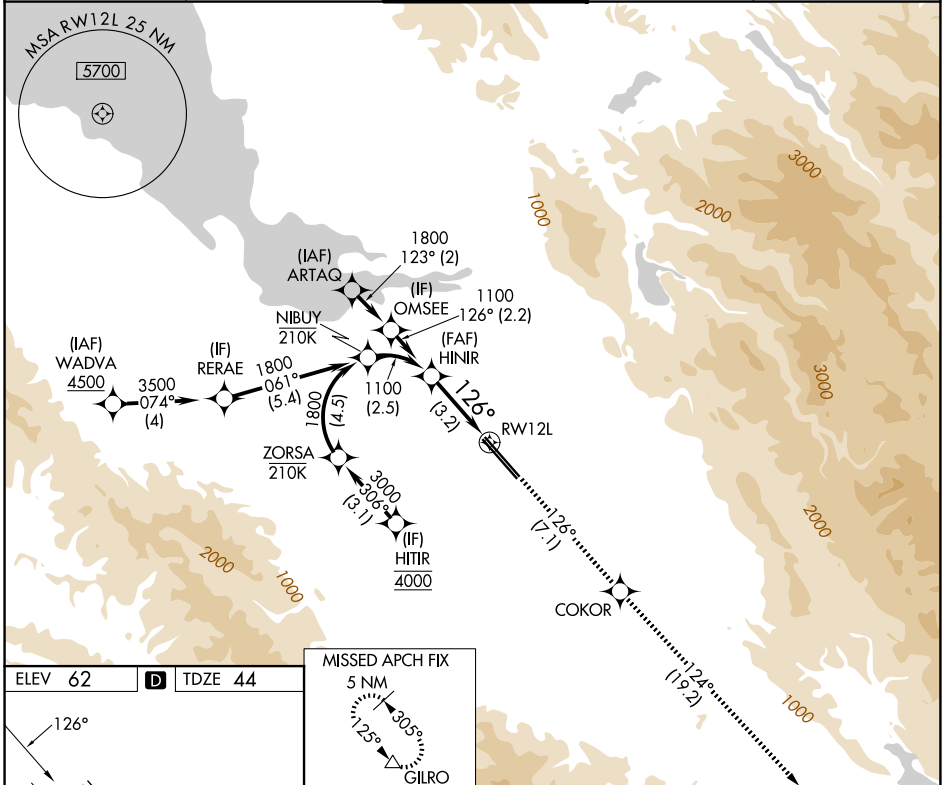 MSA RW12L 25 NM
5700
3000
2000
1000
1800
123° (2)
(IAF)
ARTAQ
(IF)
OMSEE
1100
126° (2.2)
NIBUY
210K
(FAF)
HINIR
(IAF)
WADVA
4500
(IF)
RERAE
3500
074°
(4)
1800
061°
(5.4)
1100
(2.5)
1800
(4.5)
126°
(3.2)
RW12L
3000
ZORSA
210K
3000
306°
(3.1)
(IF)
HITIR
4000
126°
(7.1)
2000
2000
1000
COKOR
124°
(19.2)
1000
ELEV 62
D
TDZE 44
126°
MISSED APCH FIX
5 NM
305°
125°
GILRO